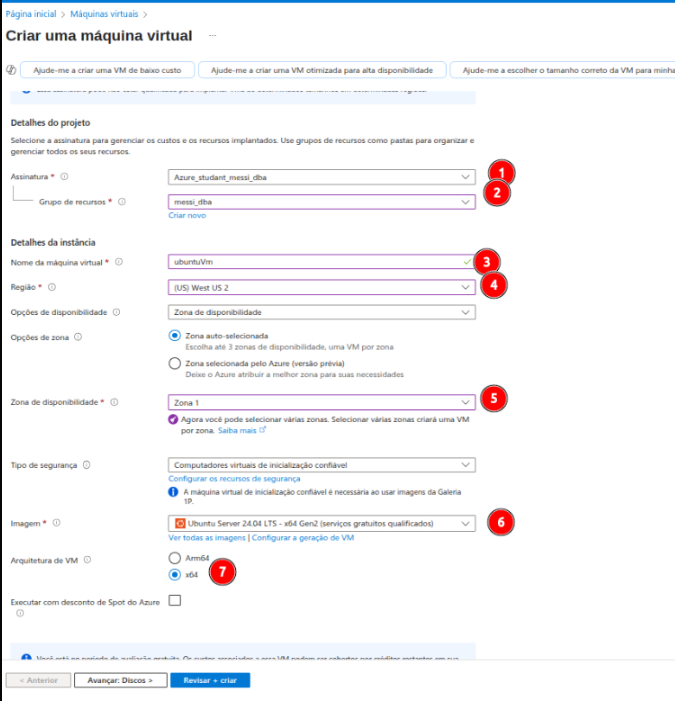 Página inicial > Máquinas virtuais >
Criar uma máquina virtual ...
Ajude-me a criar uma VM de baixo custo
Ajude-me a criar uma VM otimizada para alta disponibilidade
Ajude-me a escolher o tamanho correto da VM para minha
Detalhes do projeto
Selecione a assinatura para gerenciar os custos e os recursos implantados. Use grupos de recursos como pastas para organizar e
gerenciar todos os seus recursos.
Assinatura *
Azure_studant_messi_dba
1
Grupo de recursos *
messi_dba
2
Criar novo
Detalhes da instância
Nome da máquina virtual *
ubuntuVm
3
Região *
(US) West US 2
4
Opções de disponibilidade
Zona de disponibilidade
Opções de zona
Zona auto-selecionada
Escolha até 3 zonas de disponibilidade, uma VM por zona
Zona selecionada pelo Azure (versão prévia)
Deixe o Azure atribuir a melhor zona para suas necessidades
Zona de disponibilidade *
Zona 1
5
Agora você pode selecionar várias zonas. Selecionar várias zonas criará uma VM
por zona. Saiba mais
Tipo de segurança
Computadores virtuais de inicialização confiável
Configurar os recursos de segurança
A máquina virtual de inicialização confiável é necessária ao usar imagens da Galeria
1P.
Imagem *
Ubuntu Server 24.04 LTS - x64 Gen2 (serviços gratuitos qualificados)
6
Ver todas as imagens | Configurar a geração de VM
Arquitetura de VM
Arm64
x64
7
Executar com desconto de Spot do Azure
Você está no período de avaliação gratuita. Os custos associados a essa VM podem ser cobertos por créditos restantes em sua
< Anterior
Avançar: Discos >
Revisar + criar